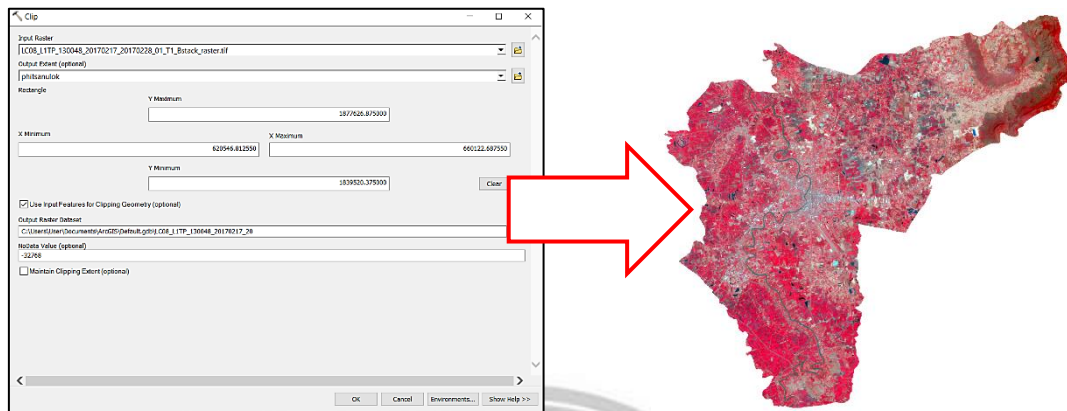 Clip
Input Raster
LC08_L1TP_130048_20170217_20170228_01_T1_Bstack_raster.tif
Output Extent (optional)
phitsanulok
Rectangle
Y Maximum
1877626.875000
X Minimum
X Maximum
620546.812550
660122.687550
Y Minimum
1839520.375000
Clear
Use Input Features for Clipping Geometry (optional)
Output Raster Dataset
C:\Users\User\Documents\ArcGIS\Default.gdb\LC08_L1TP_130048_20170217_20
NoData Value (optional)
-32768
Maintain Clipping Extent (optional)
OK
Cancel
Environments...
Show Help >>